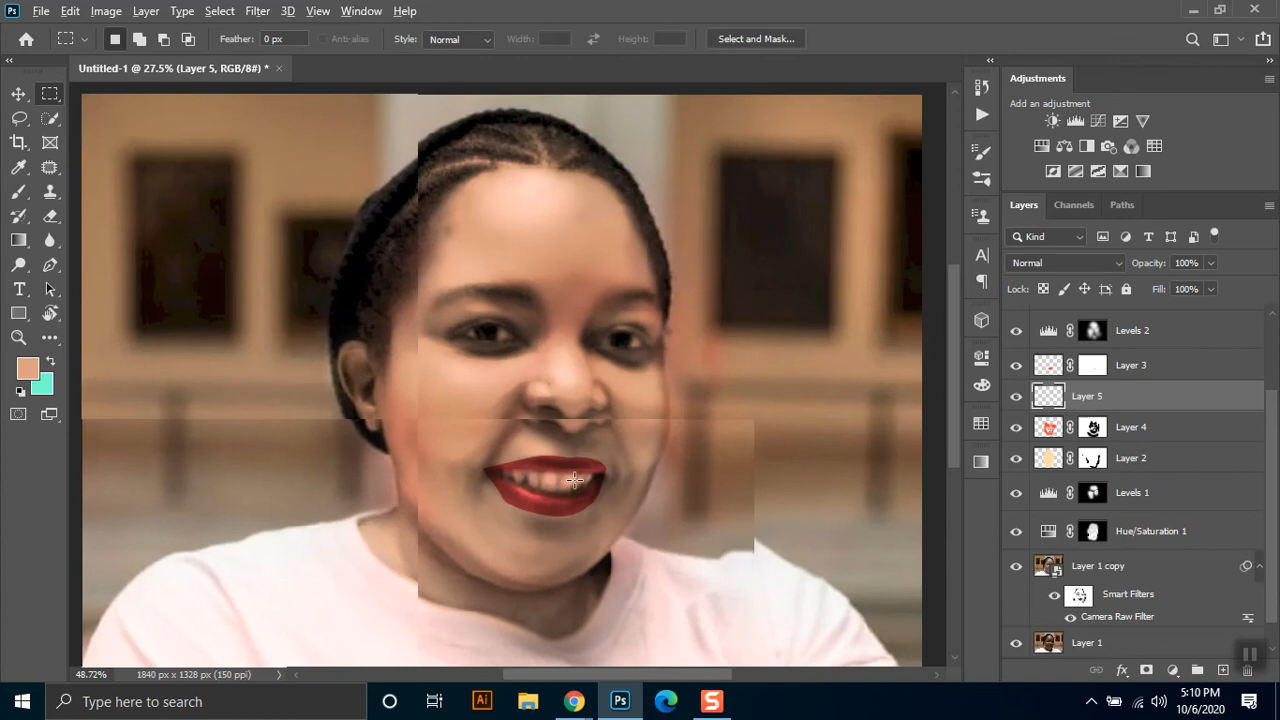 Ps File Edit Image Layer Type Select Filter 3D View Window Help
Feather: 0 px Anti-alias Style: Normal Width: Height: Select and Mask...
Untitled-1 @ 27.5% (Layer 5, RGB/8#) *
Adjustments
Add an adjustment
Layers Channels Paths
Kind
Normal Opacity: 100%
Lock: Fill: 100%
Levels 2
Layer 3
Layer 5
Layer 4
Layer 2
Levels 1
Hue/Saturation 1
Layer 1 copy
Smart Filters
Camera Raw Filter
Layer 1
48.72% 1840 px x 1328 px (150 ppi)
Type here to search
Ai Ps S
5:10 PM
10/6/2020